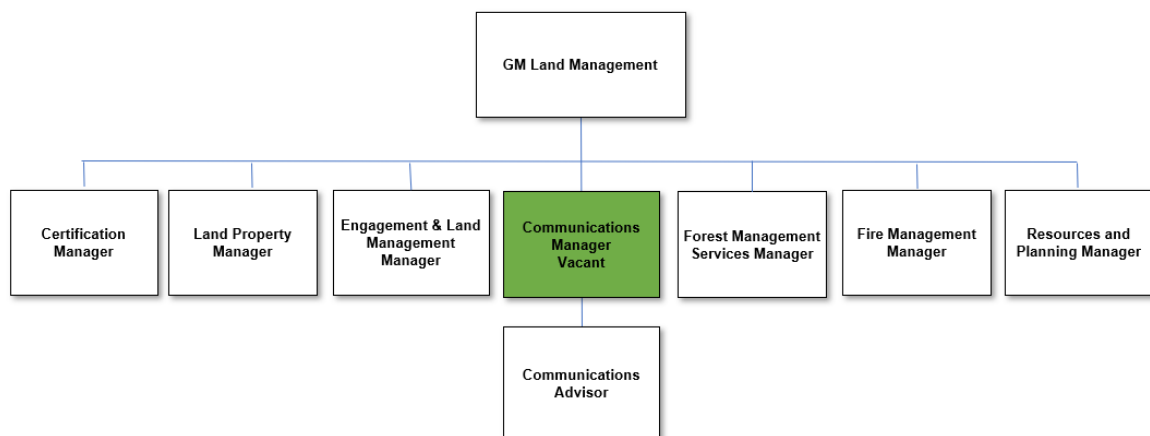 GM Land Management
Certification
Manager
Land Property
Manager
Engagement & Land
Management
Manager
Communications
Manager
Vacant
Forest Management
Services Manager
Fire Management
Manager
Resources and
Planning Manager
Communications
Advisor